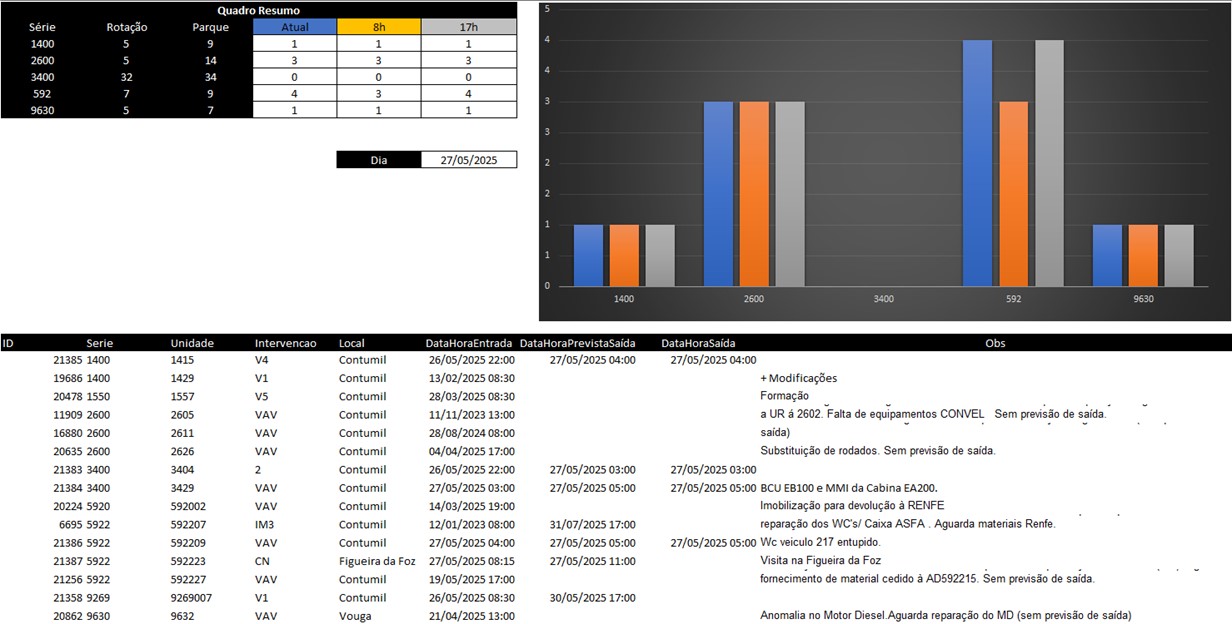 Quadro Resumo
Série Rotação Parque Atual 8h 17h
1400 5 9 1 1 1
2600 5 14 3 3 3
3400 32 34 0 0 0
592 7 9 4 3 4
9630 5 7 1 1 1
Dia 27/05/2025
5
4
4
3
3
2
2
1
1
0
1400 2600 3400 592 9630
ID Serie Unidade Intervencao Local DataHoraEntrada DataHoraPrevistaSaída DataHoraSaída Obs
21385 1400 1415 V4 Contumil 26/05/2025 22:00 27/05/2025 04:00 27/05/2025 04:00
19686 1400 1429 V1 Contumil 13/02/2025 08:30 + Modificações
20478 1550 1557 V5 Contumil 28/03/2025 08:30 Formação
11909 2600 2605 VAV Contumil 11/11/2023 13:00 a UR á 2602. Falta de equipamentos CONVEL Sem previsão de saída.
16880 2600 2611 VAV Contumil 28/08/2024 08:00 saída)
20635 2600 2626 VAV Contumil 04/04/2025 17:00 Substituição de rodados. Sem previsão de saída.
21383 3400 3404 2 Contumil 26/05/2025 22:00 27/05/2025 03:00 27/05/2025 03:00
21384 3400 3429 VAV Contumil 27/05/2025 03:00 27/05/2025 05:00 27/05/2025 05:00 BCU EB100 e MMI da Cabina EA200.
20224 5920 592002 VAV Contumil 14/03/2025 19:00 Imobilização para devolução à RENFE
6695 5922 592207 IM3 Contumil 12/01/2023 08:00 31/07/2025 17:00 reparação dos WC's/ Caixa ASFA . Aguarda materiais Renfe.
21386 5922 592209 VAV Contumil 27/05/2025 04:00 27/05/2025 05:00 27/05/2025 05:00 Wc veiculo 217 entupido.
21387 5922 592223 CN Figueira da Foz 27/05/2025 08:15 27/05/2025 11:00 Visita na Figueira da Foz
21256 5922 592227 VAV Contumil 19/05/2025 17:00 fornecimento de material cedido à AD592215. Sem previsão de saída.
21358 9269 9269007 V1 Contumil 26/05/2025 08:30 30/05/2025 17:00
20862 9630 9632 VAV Vouga 21/04/2025 13:00 Anomalia no Motor Diesel.Aguarda reparação do MD (sem previsão de saída)